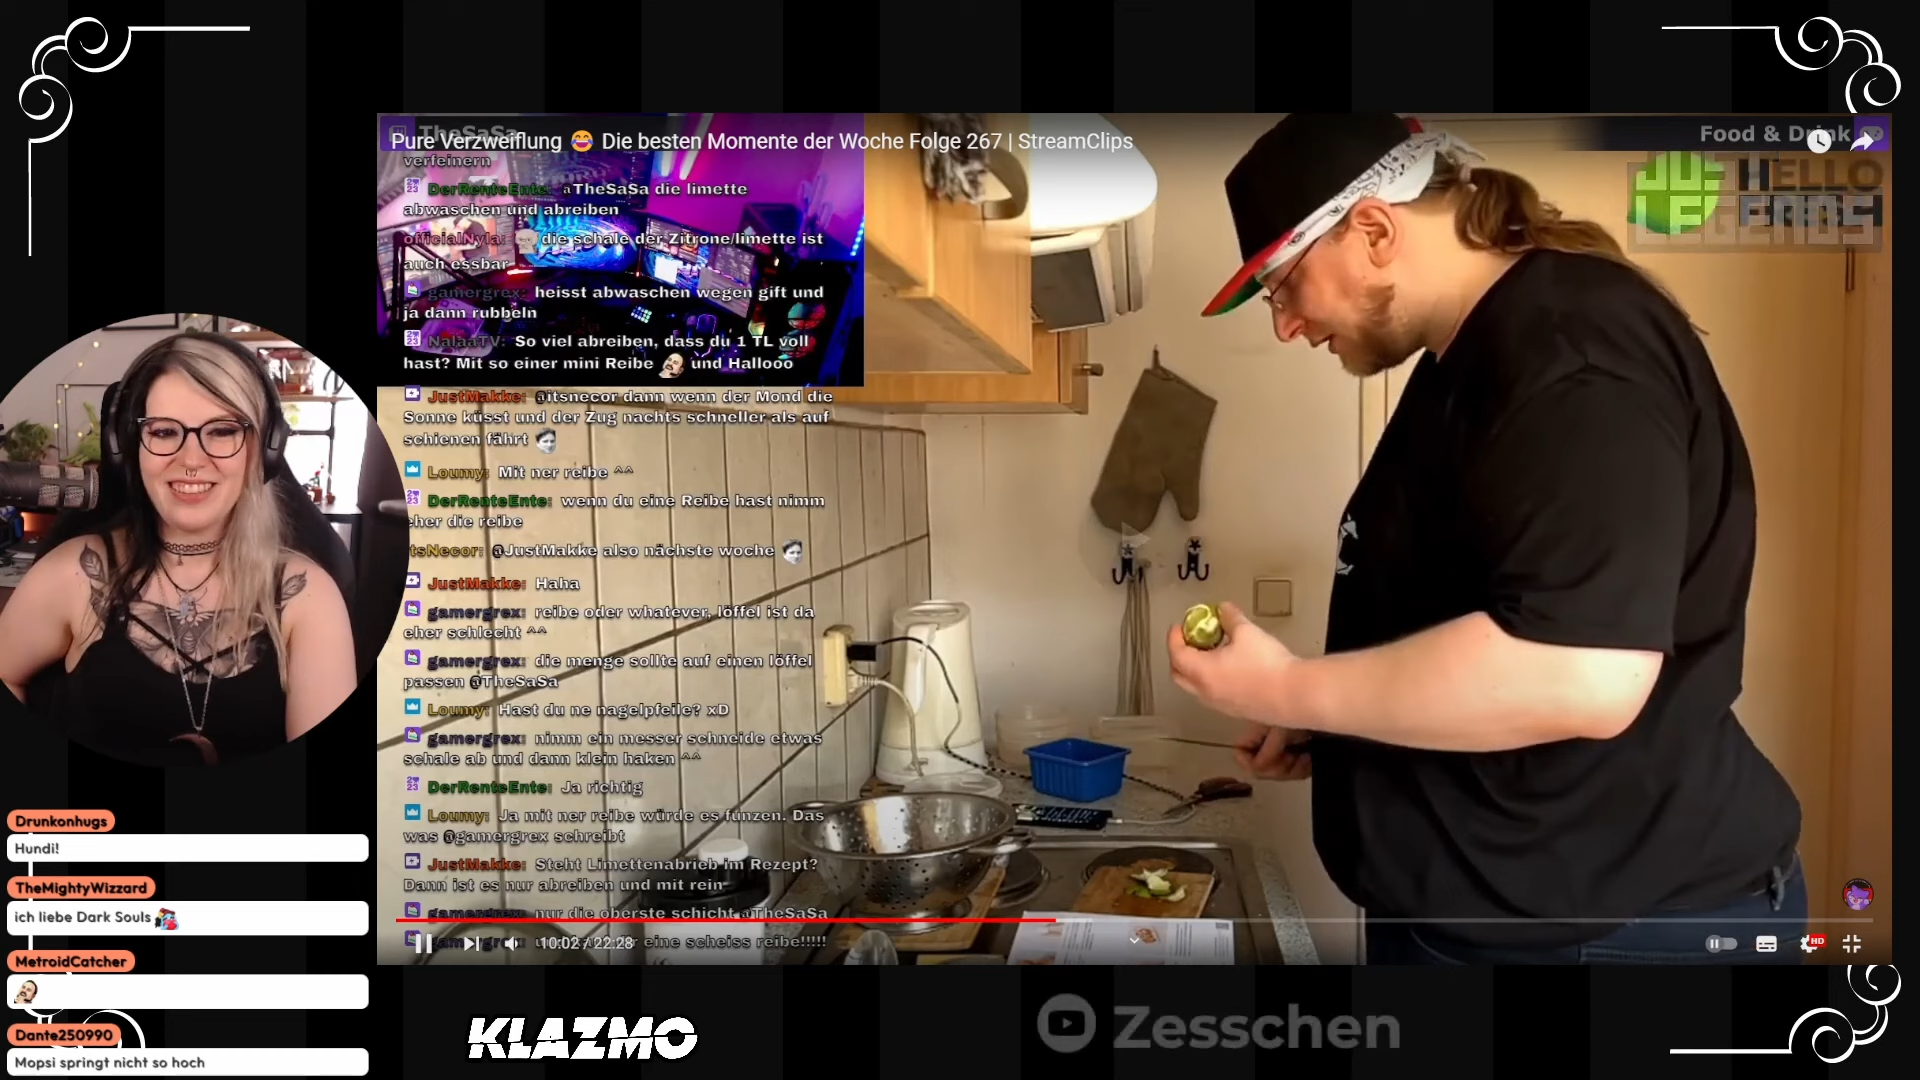 TheSaSa
Pure Verzweiflung 😂 Die besten Momente der Woche Folge 267 | StreamClips
Food & Drink
HELLO
LEGENDS
verfeinern
DerRenteEnte: @TheSaSa die limette
abwaschen und abreiben
officialNyla: die schale der Zitrone/limette ist
auch essbar
gamergrex: heisst abwaschen wegen gift und
ja dann rubbeln
NalaaTV: So viel abreiben, dass du 1 TL voll
hast? Mit so einer mini Reibe und Hallooo
JustMakke: @itsnecor dann wenn der Mond die
Sonne küsst und der Zug nachts schneller als auf
schienen fährt
Loumy: Mit ner reibe ^^
DerRenteEnte: wenn du eine Reibe hast nimm
eher die reibe
tsNecor: @JustMakke also nächste woche
JustMakke: Haha
gamergrex: reibe oder whatever, löffel ist da
eher schlecht ^^
gamergrex: die menge sollte auf einen löffel
passen @TheSaSa
Loumy: Hast du ne nagelpfeile? xD
gamergrex: nimm ein messer schneide etwas
schale ab und dann klein haken ^^
DerRenteEnte: Ja richtig
Loumy: Ja mit ner reibe würde es funzen. Das
was @gamergrex schreibt
JustMakke: Steht Limettenabrieb im Rezept?
Dann ist es nur abreiben und mit rein
gamergrex: nur die oberste schicht @TheSaSa
eine scheiss reibe!!!!!
10:02 / 22:28
HD
Drunkonhugs
Hundi!
TheMightyWizzard
ich liebe Dark Souls
MetroidCatcher
Dante250990
Mopsi springt nicht so hoch
KLAZMO
Zesschen